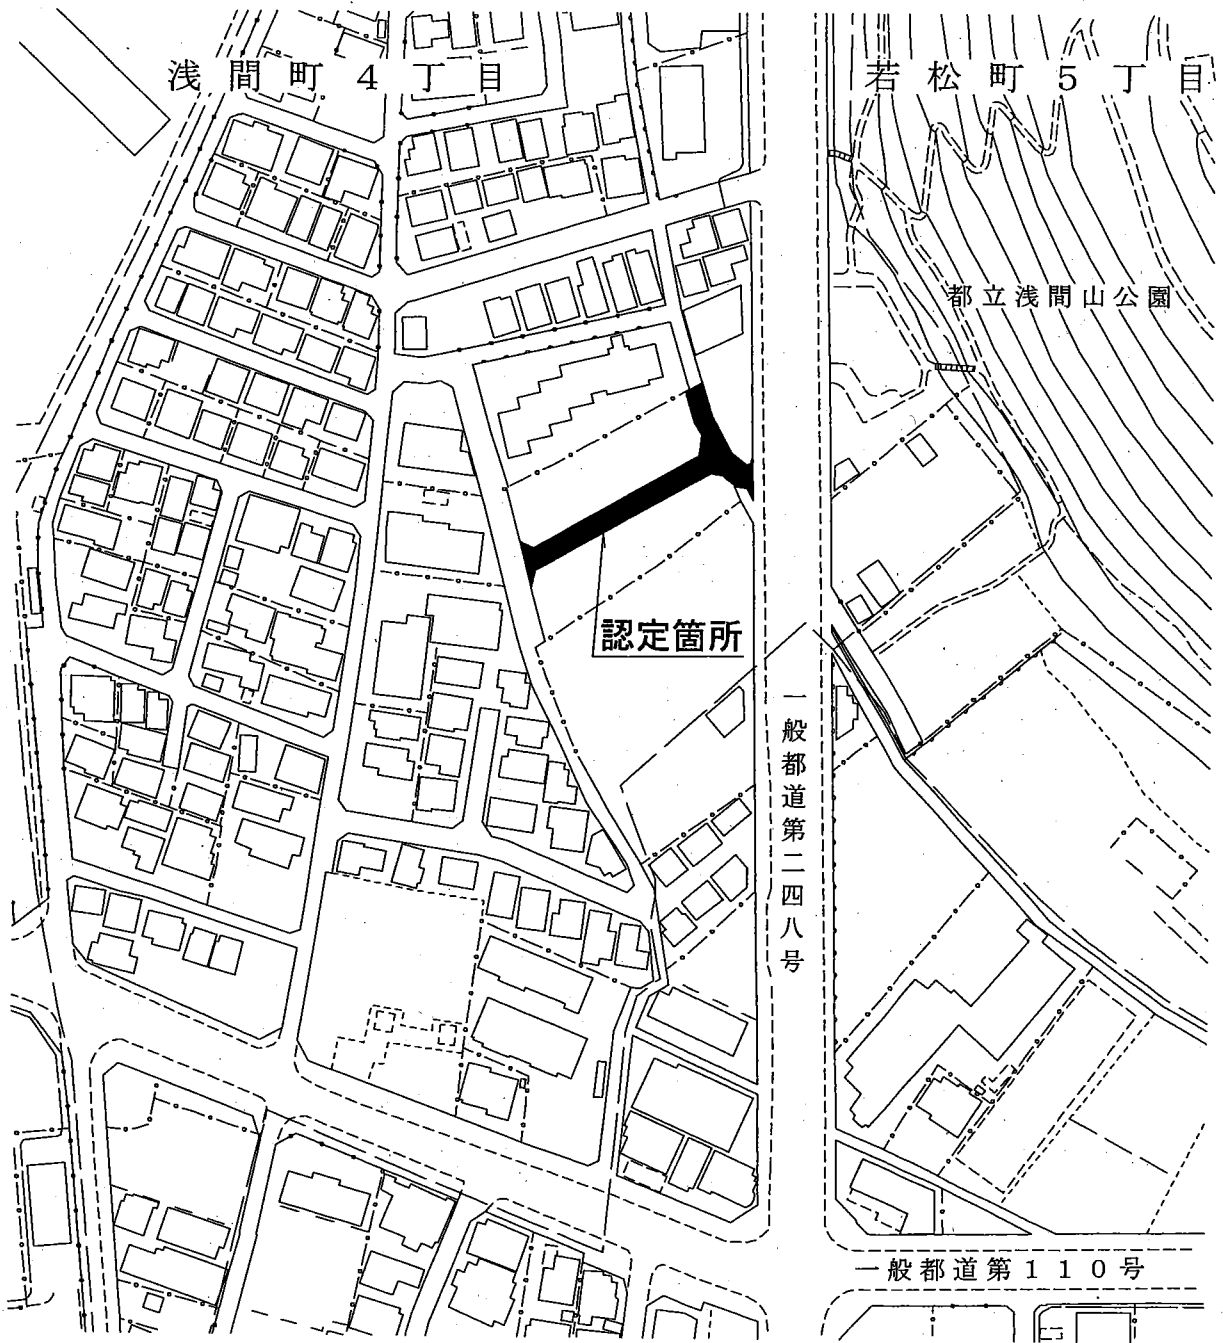 浅間町4丁目
若松町5丁目
都立浅間山公園
認定箇所
一般都道第二四八号
一般都道第110号